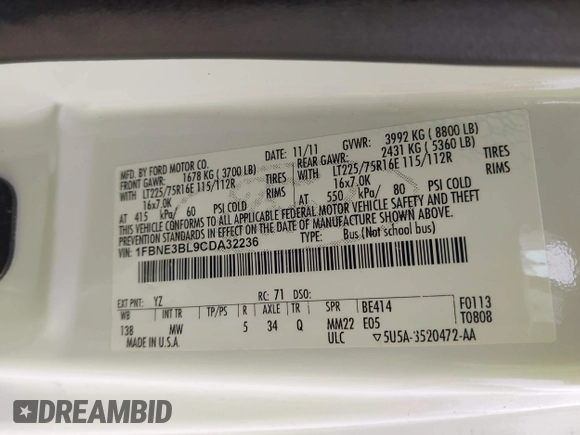 MFD. BY FORD MOTOR CO. DATE: 11/11 GVWR: 3992 KG ( 8800 LB)
FRONT GAWR: 1678 KG ( 3700 LB) REAR GAWR: 2431 KG ( 5360 LB)
WITH LT225/75R16E 115/112R TIRES WITH LT225/75R16E 115/112R TIRES
16x7.0K RIMS 16x7.0K RIMS
AT 415 kPa/ 60 PSI COLD AT 550 kPa/ 80 PSI COLD
THIS VEHICLE CONFORMS TO ALL APPLICABLE FEDERAL MOTOR VEHICLE SAFETY
STANDARDS IN EFFECT ON THE DATE OF MANUFACTURE SHOWN ABOVE.
VEHICLE IDENTIFICATION NO.
VIN: 1FBNE3BL9CDA32236 TYPE: Bus (Not school bus)
F0113
T0808
EXT PNT: YZ RC: 71 DSO:
WB INT TR TP/PS R AXLE TR SPR BE414
138 MW 5 34 Q MM22 E05
MADE IN U.S.A. ULC ▽5U5A-3520472-AA
DREAMBID